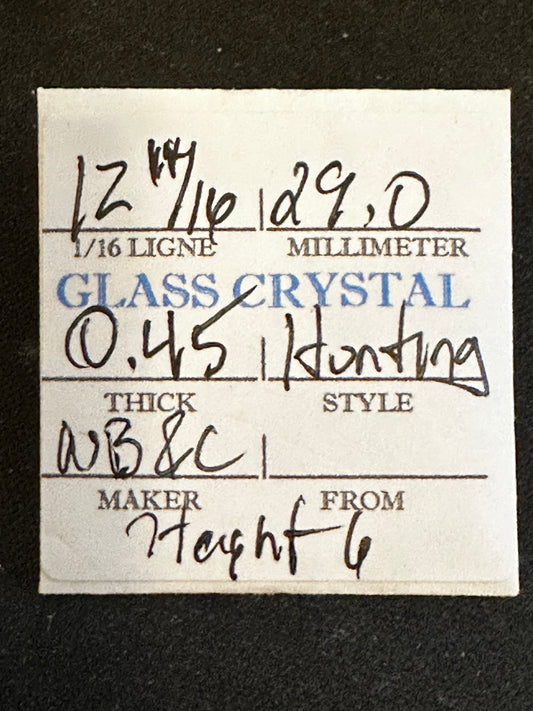 12 14/16 29.0
1/16 LIGNE MILLIMETER
GLASS CRYSTAL
0.45 Hunting
THICK STYLE
WB&C
MAKER FROM
Height 6